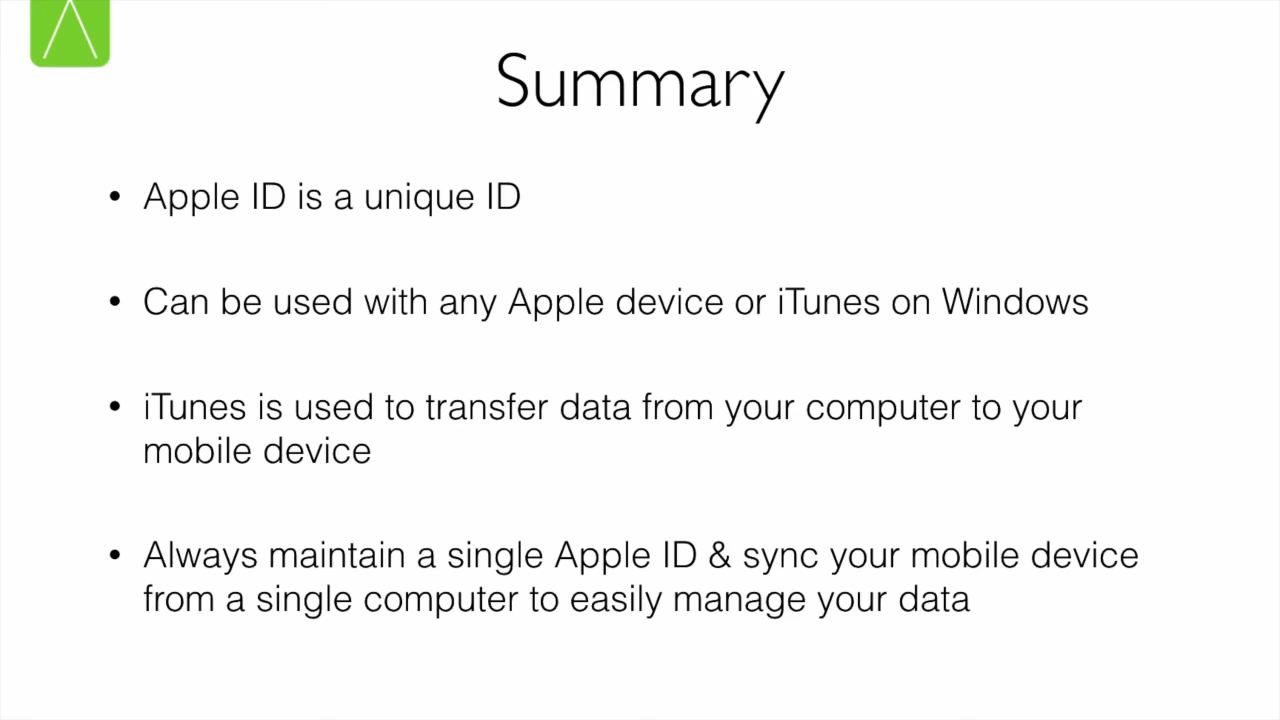 Summary
• Apple ID is a unique ID
• Can be used with any Apple device or iTunes on Windows
• iTunes is used to transfer data from your computer to your
mobile device
• Always maintain a single Apple ID & sync your mobile device
from a single computer to easily manage your data